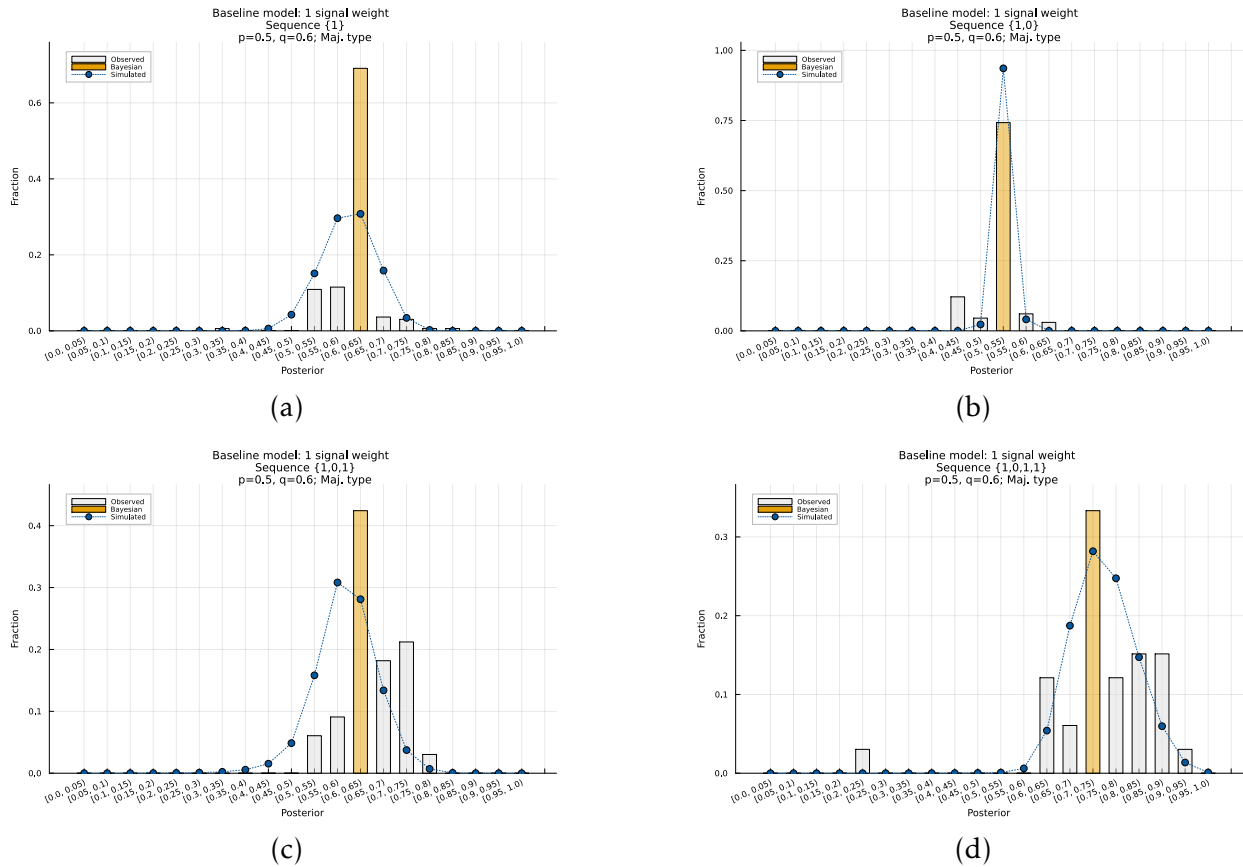 Baseline model: 1 signal weight
Sequence {1}
p=0.5, q=0.6; Maj. type
Observed
Bayesian
Simulated
Fraction
0.6
0.4
0.2
0.0
[0.0, 0.05)
[0.05, 0.1)
[0.1, 0.15)
[0.15, 0.2)
[0.2, 0.25)
[0.25, 0.3)
[0.3, 0.35)
[0.35, 0.4)
[0.4, 0.45)
[0.45, 0.5)
[0.5, 0.55)
[0.55, 0.6)
[0.6, 0.65)
[0.65, 0.7)
[0.7, 0.75)
[0.75, 0.8)
[0.8, 0.85)
[0.85, 0.9)
[0.9, 0.95)
[0.95, 1.0)
Posterior
(a)
Baseline model: 1 signal weight
Sequence {1,0}
p=0.5, q=0.6; Maj. type
Observed
Bayesian
Simulated
Fraction
1.00
0.75
0.50
0.25
0.00
[0.0, 0.05)
[0.05, 0.1)
[0.1, 0.15)
[0.15, 0.2)
[0.2, 0.25)
[0.25, 0.3)
[0.3, 0.35)
[0.35, 0.4)
[0.4, 0.45)
[0.45, 0.5)
[0.5, 0.55)
[0.55, 0.6)
[0.6, 0.65)
[0.65, 0.7)
[0.7, 0.75)
[0.75, 0.8)
[0.8, 0.85)
[0.85, 0.9)
[0.9, 0.95)
[0.95, 1.0)
Posterior
(b)
Baseline model: 1 signal weight
Sequence {1,0,1}
p=0.5, q=0.6; Maj. type
Observed
Bayesian
Simulated
Fraction
0.4
0.3
0.2
0.1
0.0
[0.0, 0.05)
[0.05, 0.1)
[0.1, 0.15)
[0.15, 0.2)
[0.2, 0.25)
[0.25, 0.3)
[0.3, 0.35)
[0.35, 0.4)
[0.4, 0.45)
[0.45, 0.5)
[0.5, 0.55)
[0.55, 0.6)
[0.6, 0.65)
[0.65, 0.7)
[0.7, 0.75)
[0.75, 0.8)
[0.8, 0.85)
[0.85, 0.9)
[0.9, 0.95)
[0.95, 1.0)
Posterior
(c)
Baseline model: 1 signal weight
Sequence {1,0,1,1}
p=0.5, q=0.6; Maj. type
Observed
Bayesian
Simulated
Fraction
0.3
0.2
0.1
0.0
[0.0, 0.05)
[0.05, 0.1)
[0.1, 0.15)
[0.15, 0.2)
[0.2, 0.25)
[0.25, 0.3)
[0.3, 0.35)
[0.35, 0.4)
[0.4, 0.45)
[0.45, 0.5)
[0.5, 0.55)
[0.55, 0.6)
[0.6, 0.65)
[0.65, 0.7)
[0.7, 0.75)
[0.75, 0.8)
[0.8, 0.85)
[0.85, 0.9)
[0.9, 0.95)
[0.95, 1.0)
Posterior
(d)